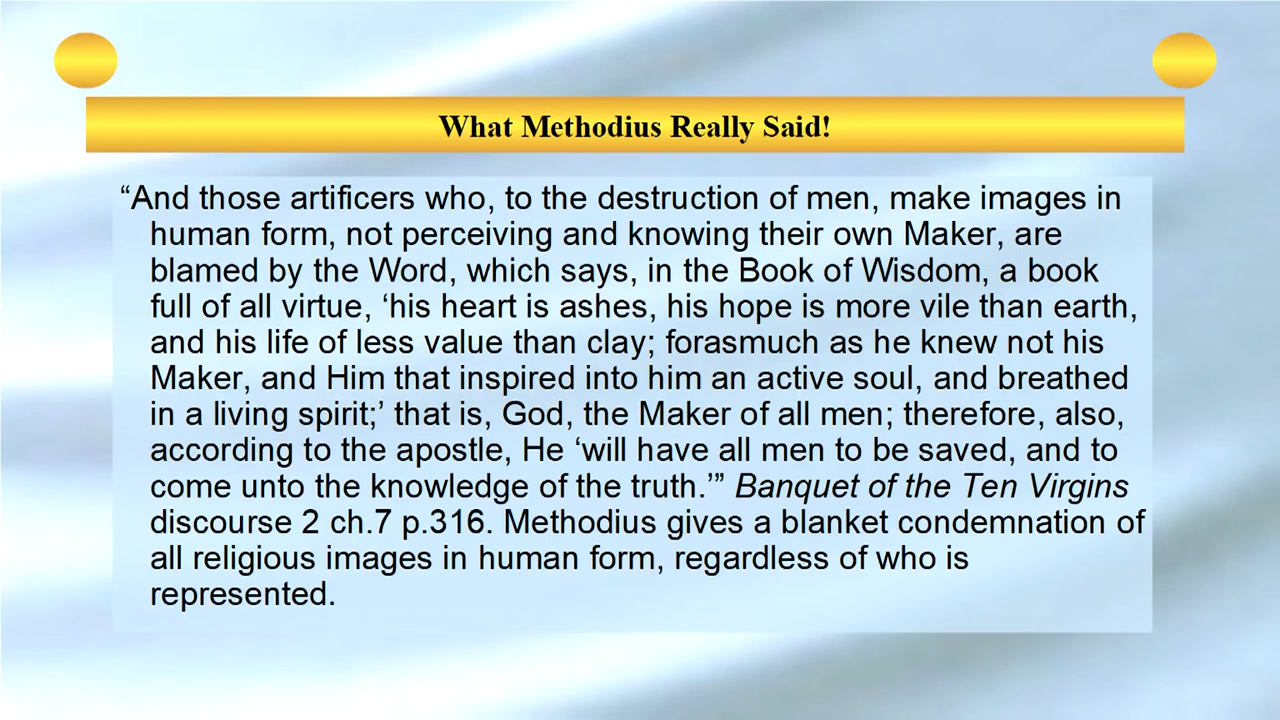 What Methodius Really Said!
“And those artificers who, to the destruction of men, make images in
human form, not perceiving and knowing their own Maker, are
blamed by the Word, which says, in the Book of Wisdom, a book
full of all virtue, ‘his heart is ashes, his hope is more vile than earth,
and his life of less value than clay; forasmuch as he knew not his
Maker, and Him that inspired into him an active soul, and breathed
in a living spirit;’ that is, God, the Maker of all men; therefore, also,
according to the apostle, He ‘will have all men to be saved, and to
come unto the knowledge of the truth.’” Banquet of the Ten Virgins
discourse 2 ch.7 p.316. Methodius gives a blanket condemnation of
all religious images in human form, regardless of who is
represented.